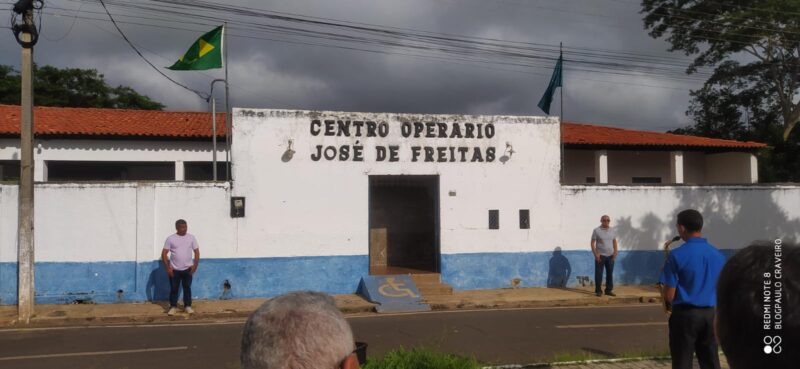 CENTRO OPERARIO
JOSÉ DE FREITAS
REDMI NOTE 8
BLOGPAULO CRAVEIRO